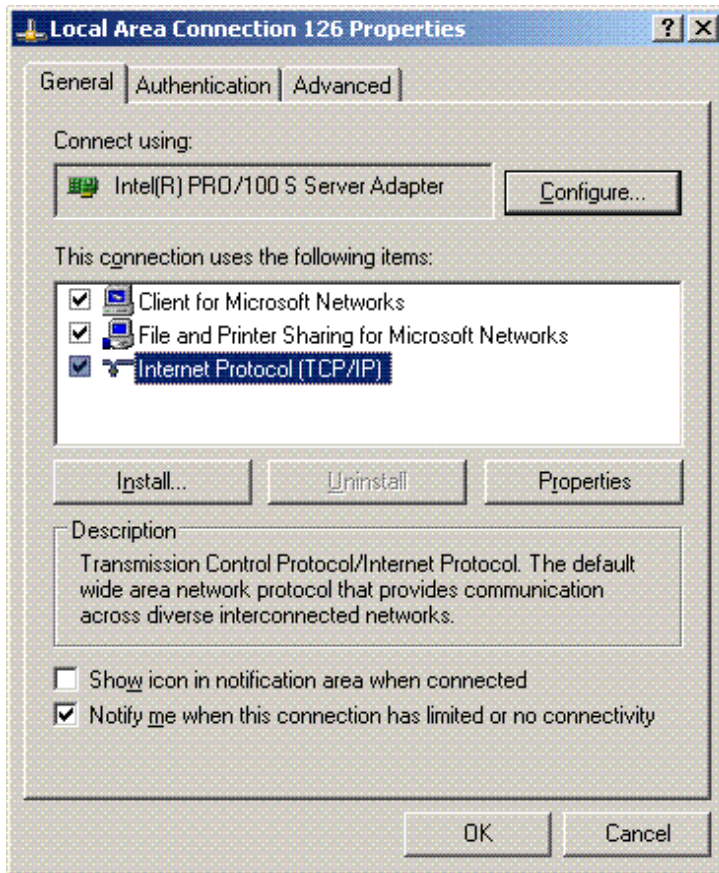 Local Area Connection 126 Properties
General
Authentication
Advanced
Connect using:
Intel(R) PRO/100 S Server Adapter
Configure...
This connection uses the following items:
Client for Microsoft Networks
File and Printer Sharing for Microsoft Networks
Internet Protocol (TCP/IP)
Install...
Uninstall
Properties
Description
Transmission Control Protocol/Internet Protocol. The default
wide area network protocol that provides communication
across diverse interconnected networks.
Show icon in notification area when connected
Notify me when this connection has limited or no connectivity
OK
Cancel